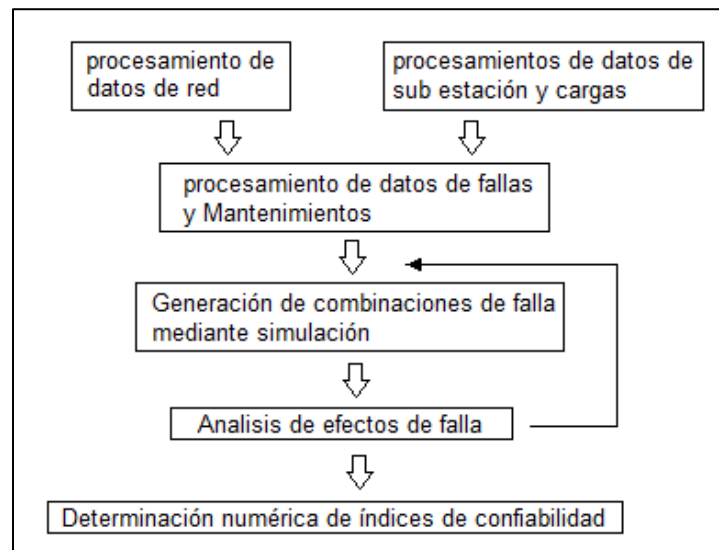 procesamiento de
datos de red
procesamientos de datos de
sub estación y cargas
procesamiento de datos de fallas
y Mantenimientos
Generación de combinaciones de falla
mediante simulación
Analisis de efectos de falla
Determinación numérica de índices de confiabilidad